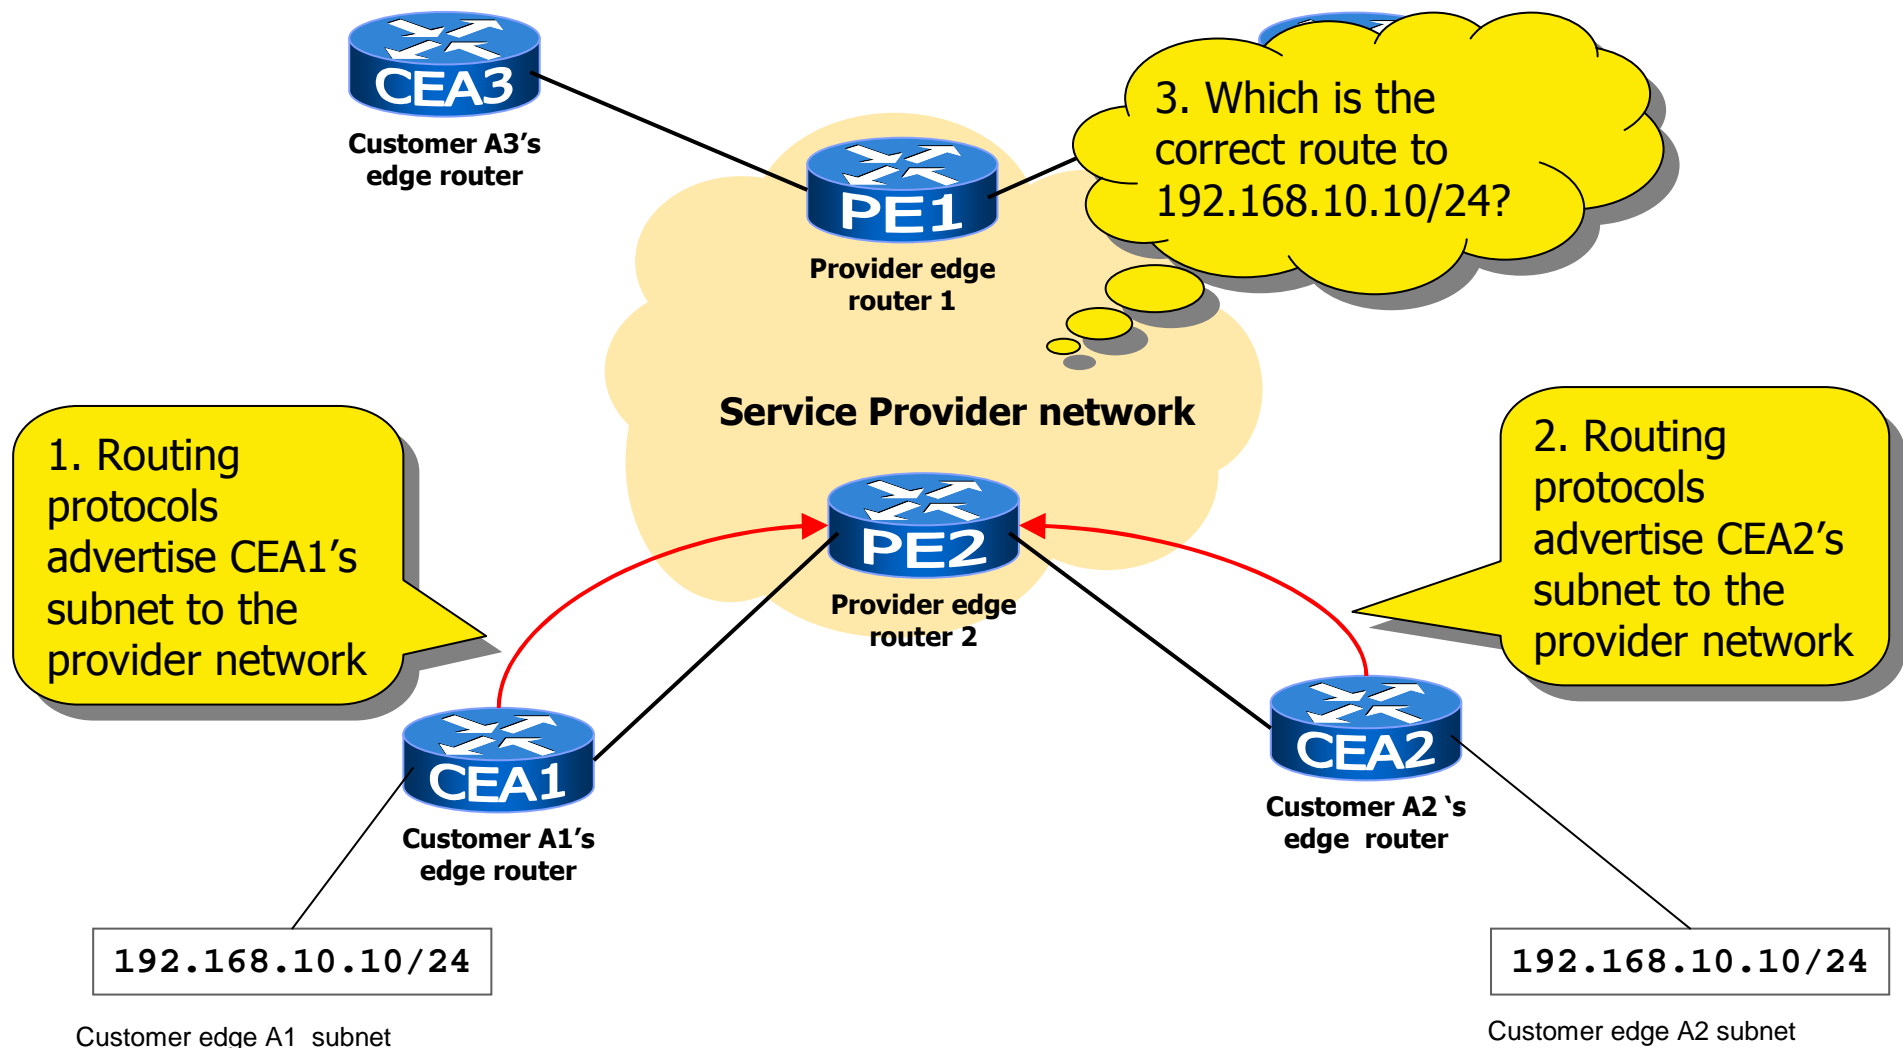 CEA3
Customer A3’s
edge router
3. Which is the
correct route to
192.168.10.10/24?
PE1
Provider edge
router 1
Service Provider network
1. Routing
protocols
advertise CEA1’s
subnet to the
provider network
2. Routing
protocols
advertise CEA2’s
subnet to the
provider network
PE2
Provider edge
router 2
CEA1
Customer A1’s
edge router
CEA2
Customer A2 ‘s
edge  router
192.168.10.10/24
Customer edge A1  subnet
192.168.10.10/24
Customer edge A2 subnet